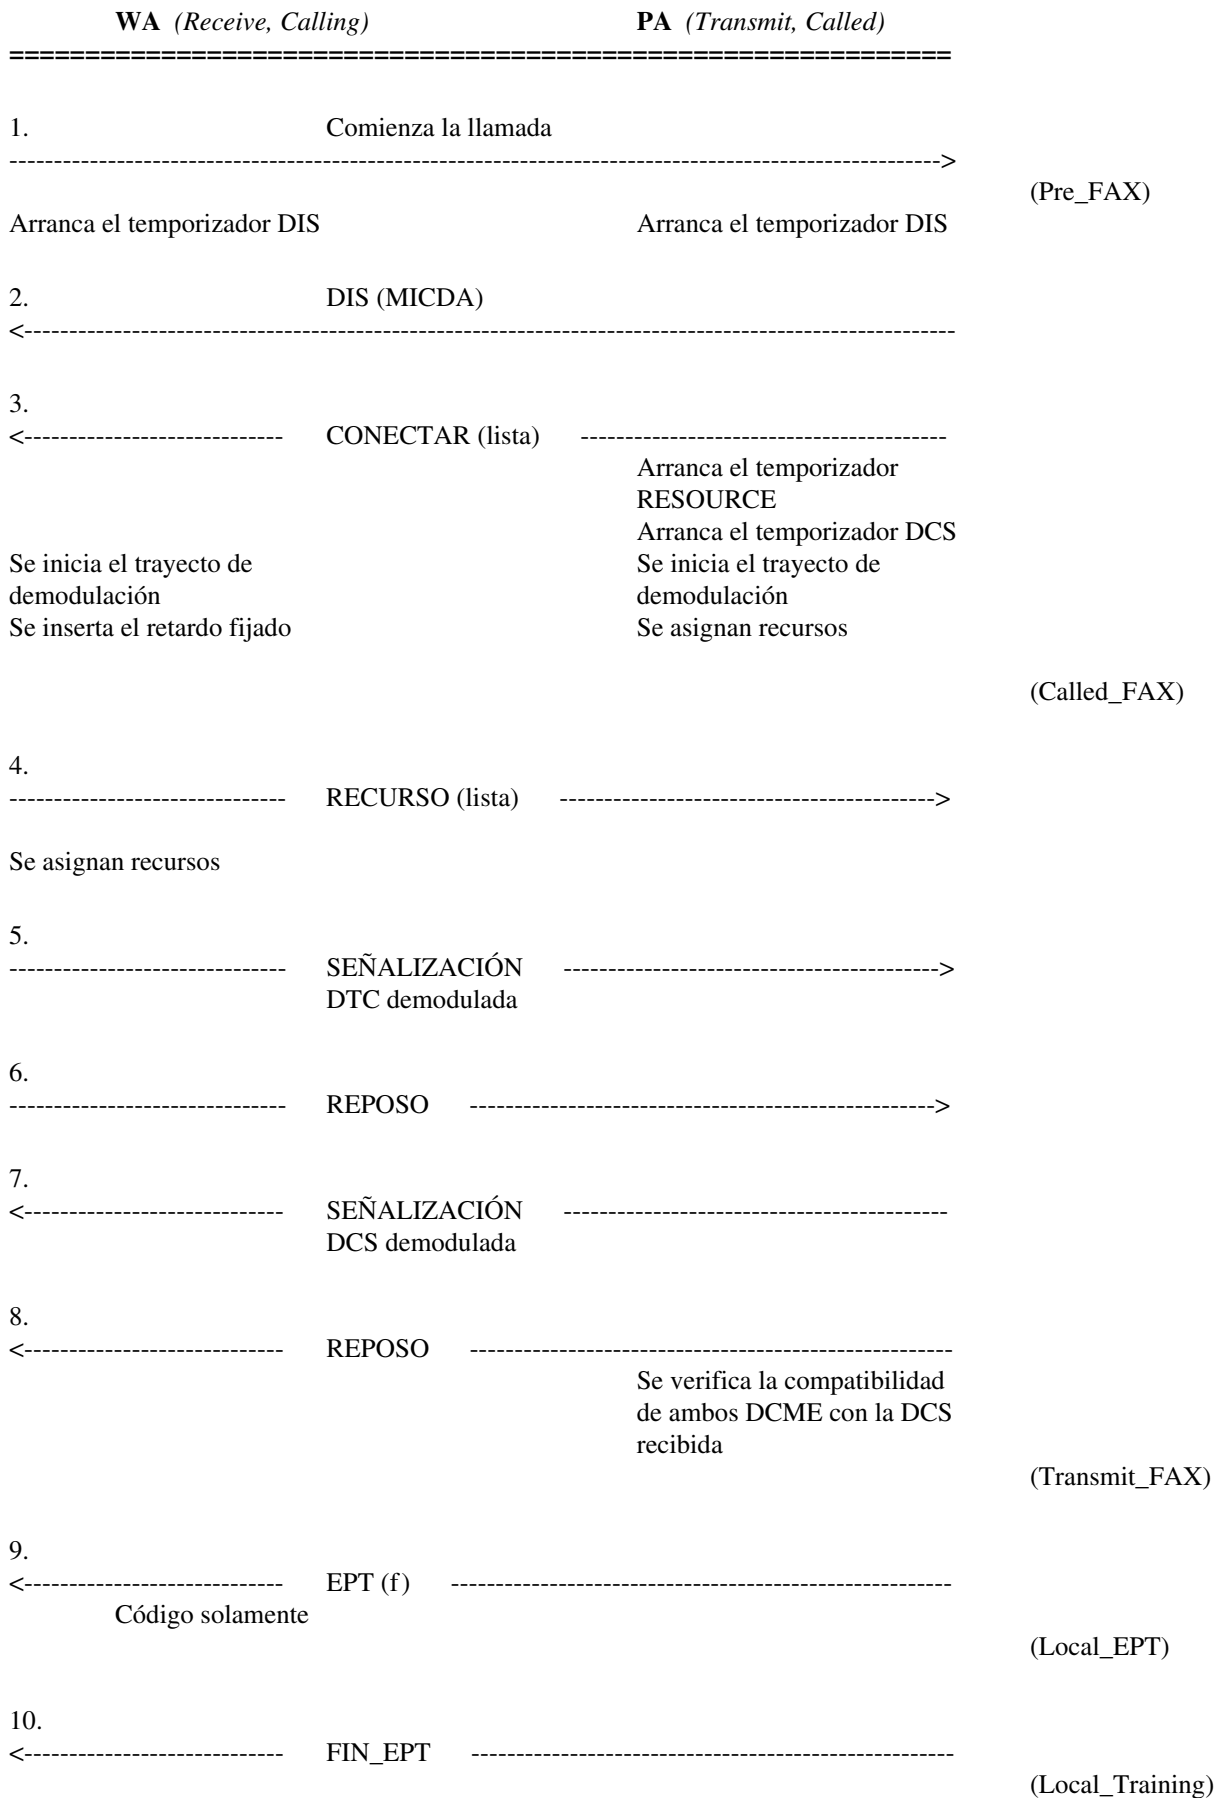 WA (Receive, Calling) PA (Transmit, Called)
==============================================================
1. Comienza la llamada
------------------------------------------------------------------------------------------------------->
(Pre_FAX)
Arranca el temporizador DIS Arranca el temporizador DIS
2. DIS (MICDA)
<-------------------------------------------------------------------------------------------------------
3.
<----------------------------- CONECTAR (lista) -----------------------------------------
Arranca el temporizador
RESOURCE
Arranca el temporizador DCS
Se inicia el trayecto de Se inicia el trayecto de
demodulación demodulación
Se inserta el retardo fijado Se asignan recursos
(Called_FAX)
4.
------------------------------- RECURSO (lista) ------------------------------------------>
Se asignan recursos
5.
------------------------------- SEÑALIZACIÓN ------------------------------------------>
DTC demodulada
6.
------------------------------- REPOSO ---------------------------------------------------->
7.
<----------------------------- SEÑALIZACIÓN -------------------------------------------
DCS demodulada
8.
<----------------------------- REPOSO ------------------------------------------------------
Se verifica la compatibilidad
de ambos DCME con la DCS
recibida
(Transmit_FAX)
9.
<----------------------------- EPT (f) --------------------------------------------------------
Código solamente
(Local_EPT)
10.
<----------------------------- FIN_EPT ------------------------------------------------------
(Local_Training)